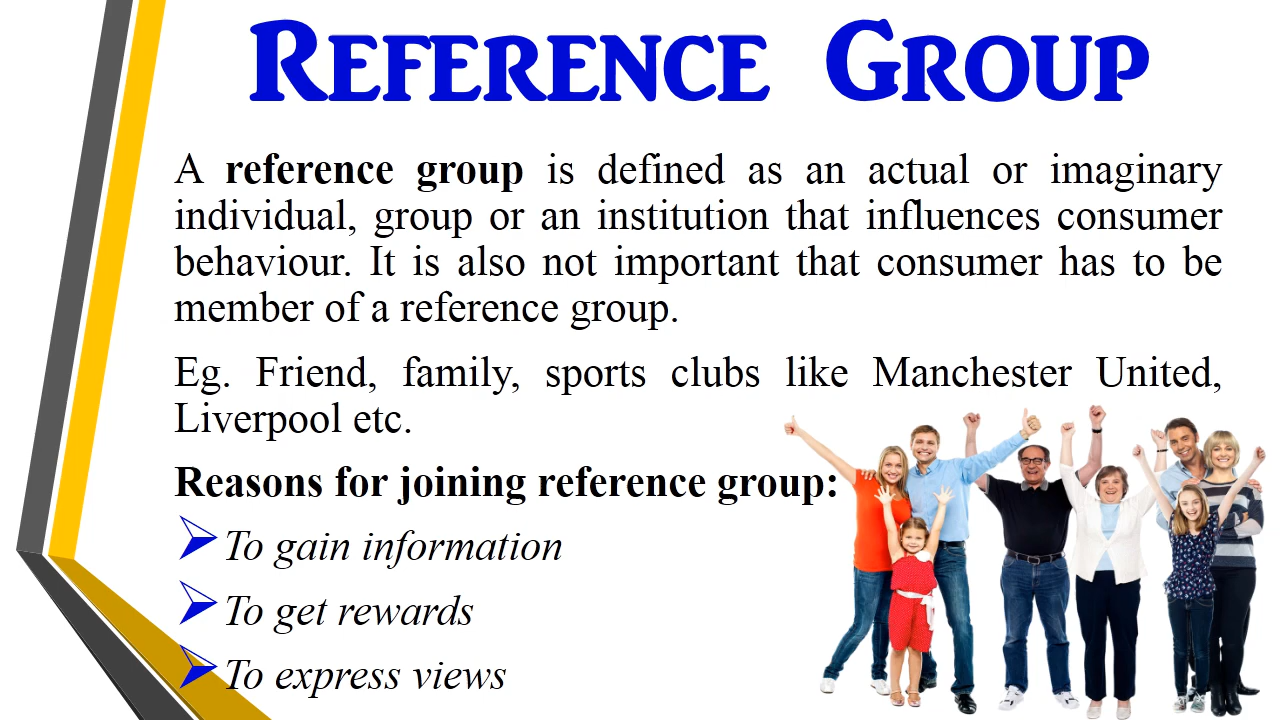 REFERENCE GROUP
A reference group is defined as an actual or imaginary
individual, group or an institution that influences consumer
behaviour. It is also not important that consumer has to be
member of a reference group.
Eg. Friend, family, sports clubs like Manchester United,
Liverpool etc.
Reasons for joining reference group:
To gain information
To get rewards
To express views